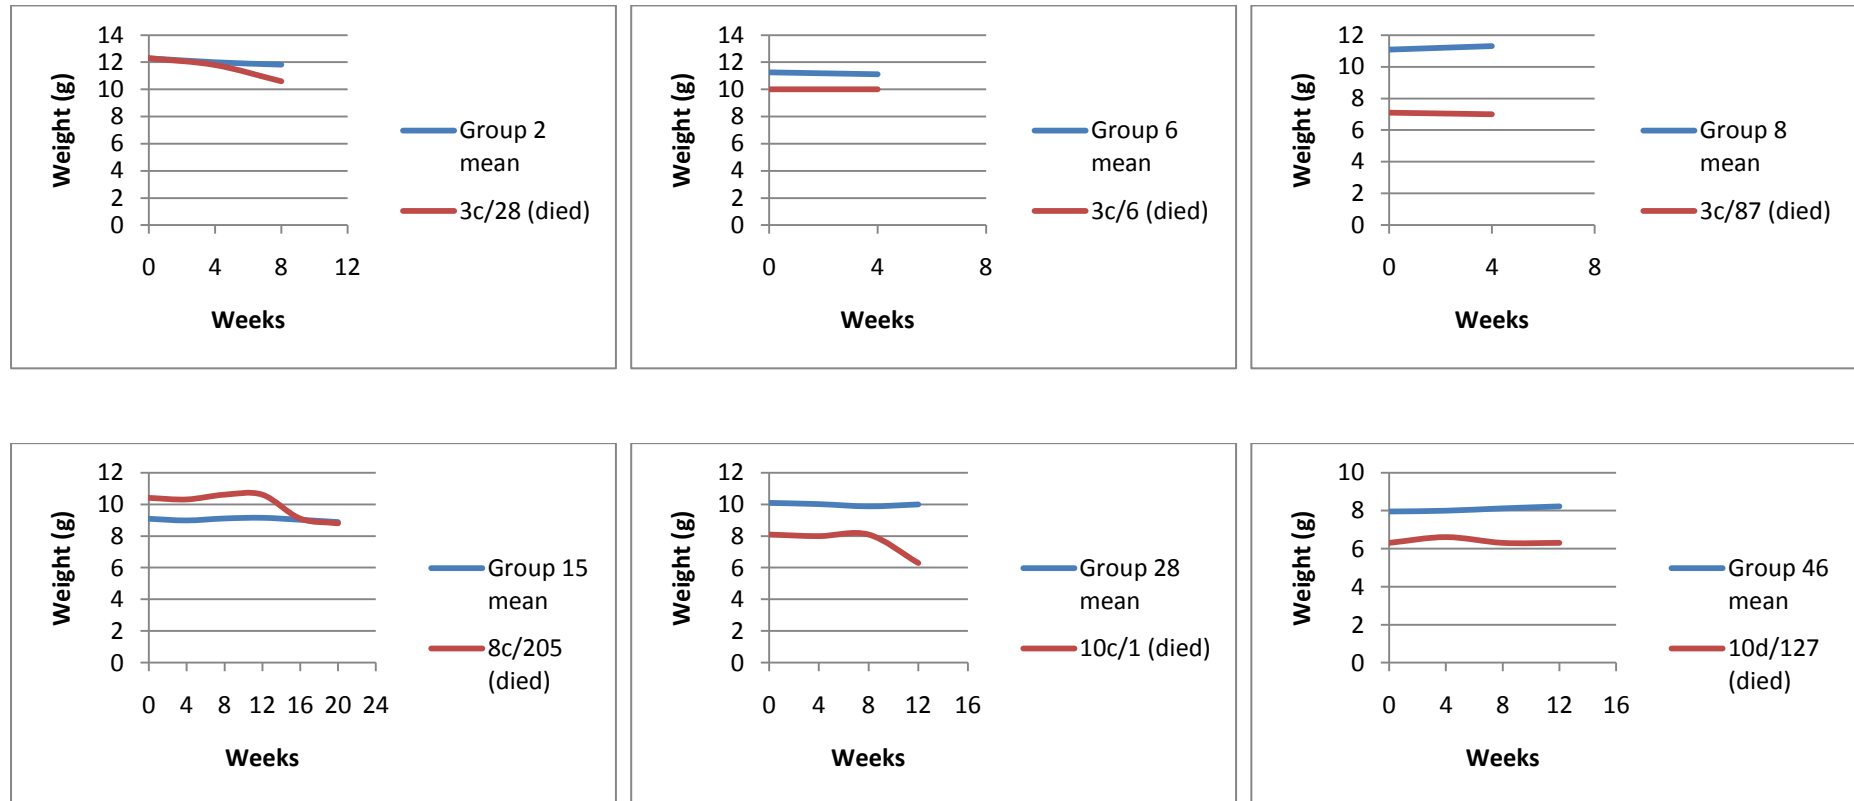 14
12
10
8
6
4
2
0
Weight (g)
0 4 8 12
Weeks
Group 2
mean
3c/28 (died)
14
12
10
8
6
4
2
0
Weight (g)
0 4 8
Weeks
Group 6
mean
3c/6 (died)
12
10
8
6
4
2
0
Weight (g)
0 4 8
Weeks
Group 8
mean
3c/87 (died)
12
10
8
6
4
2
0
Weight (g)
0 4 8 12 16 20 24
Weeks
Group 15
mean
8c/205
(died)
12
10
8
6
4
2
0
Weight (g)
0 4 8 12 16
Weeks
Group 28
mean
10c/1 (died)
10
8
6
4
2
0
Weight (g)
0 4 8 12 16
Weeks
Group 46
mean
10d/127
(died)